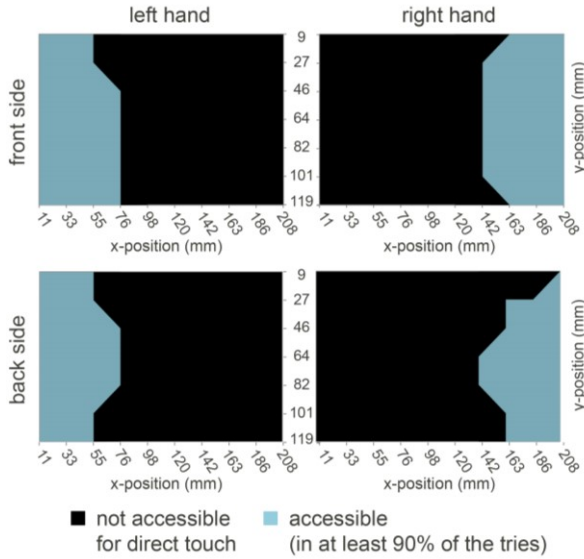 left hand
right hand
front side
9
27
46
64
82
101
119
y-position (mm)
11 33 55 76 98 120 142 163 186 208
x-position (mm)
11 33 55 76 98 120 142 163 186 208
x-position (mm)
back side
9
27
46
64
82
101
119
y-position (mm)
11 33 55 76 98 120 142 163 186 208
x-position (mm)
11 33 55 76 98 120 142 163 186 208
x-position (mm)
not accessible
for direct touch
accessible
(in at least 90% of the tries)